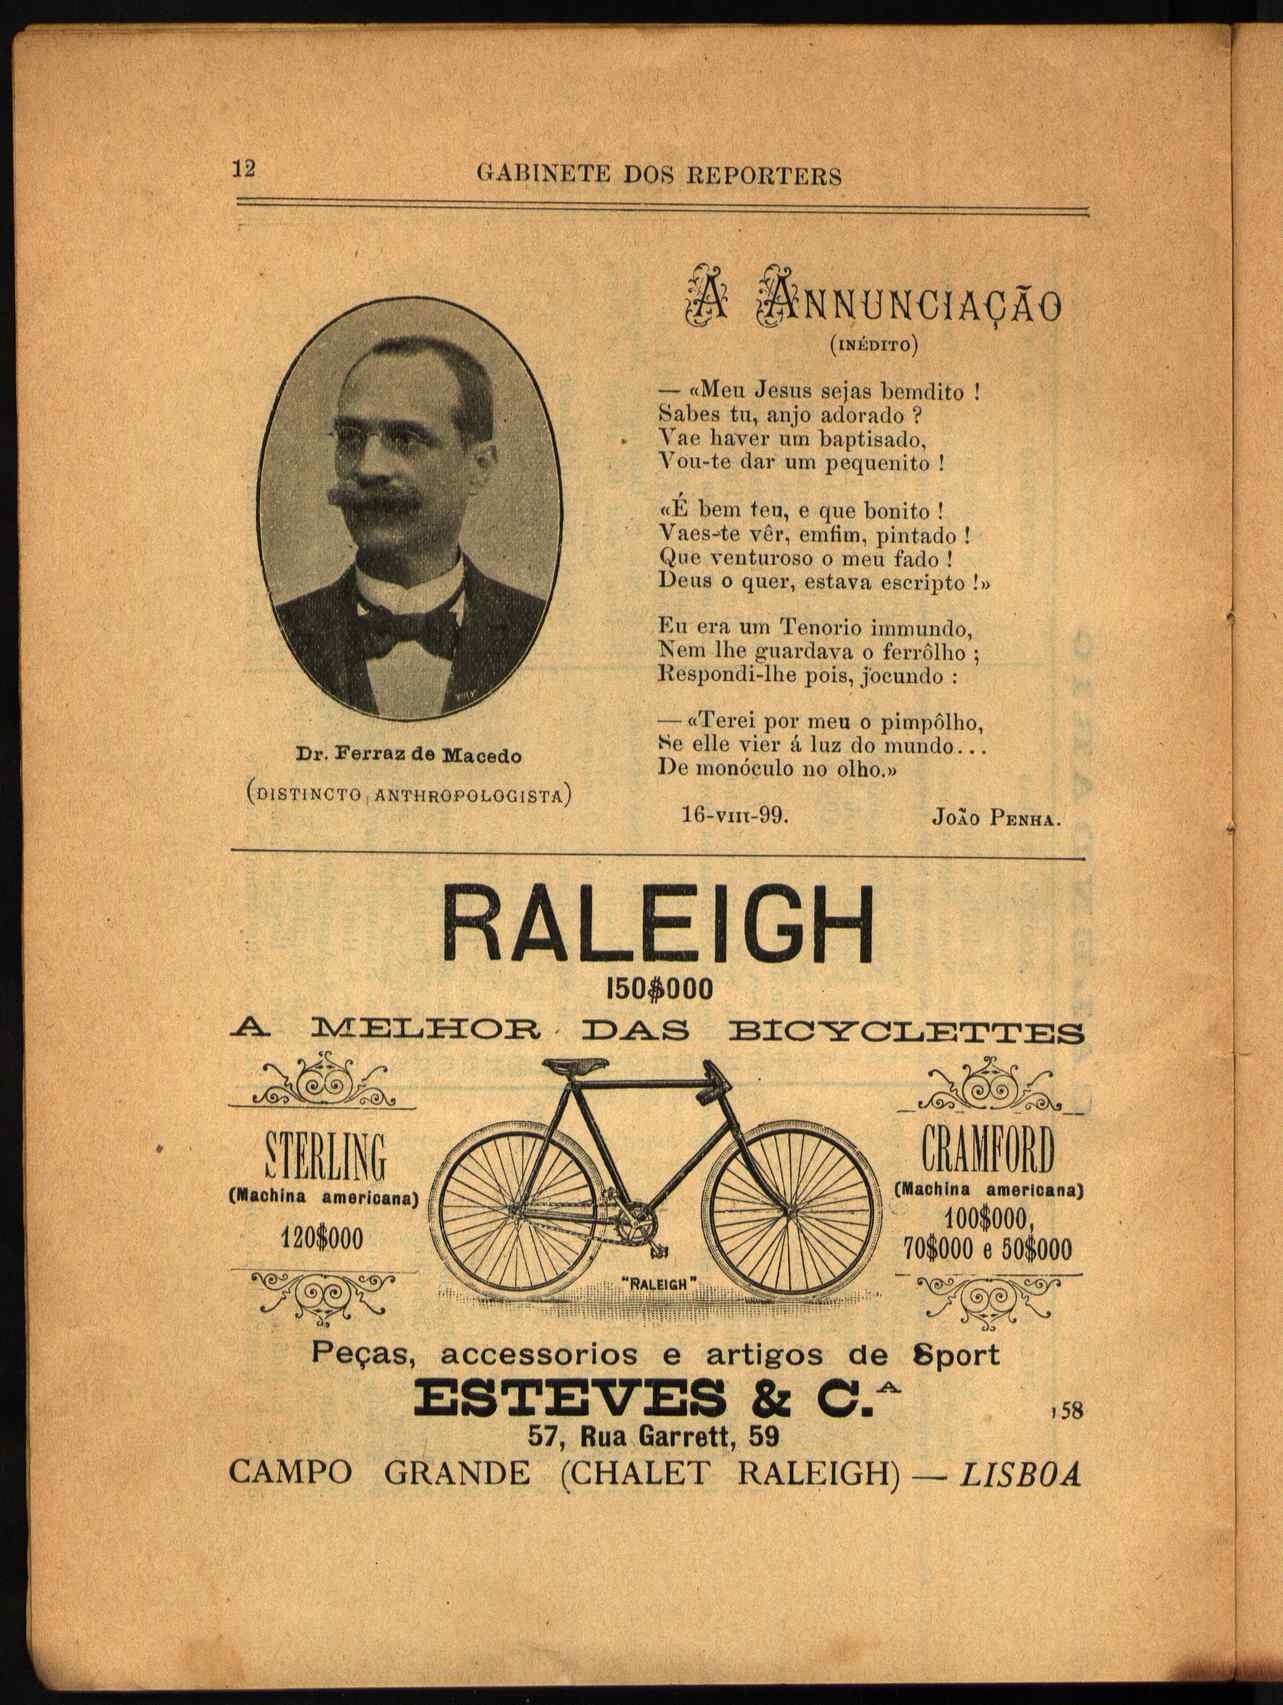 12
GABINETE DOS REPORTERS
Dr. Ferraz de Macedo
(DISTINCTO ANTHROPOLOGISTA)
A ANNUNCIAÇÃO
(INÉDITO)
— «Meu Jesus sejas bemdito !
Sabes tu, anjo adorado ?
Vae haver um baptisado,
Vou-te dar um pequenito !
«É bem teu, e que bonito !
Vaes-te vêr, emfim, pintado !
Que venturoso o meu fado !
Deus o quer, estava escripto !»
Eu era um Tenorio immundo,
Nem lhe guardava o ferrôlho ;
Respondi-lhe pois, jocundo :
— «Terei por meu o pimpôlho,
Se elle vier á luz do mundo...
De monóculo no olho.»
16-VIII-99. JOÃO PENHA.
RALEIGH
150$000
A MELHOR DAS BICYCLETTES
STERLING
(Machina americana)
120$000
"RALEIGH"
CRAMFORD
(Machina americana)
100$000,
70$000 e 50$000
Peças, accessorios e artigos de Sport
ESTEVES & C.A
158
57, Rua Garrett, 59
CAMPO GRANDE (CHALET RALEIGH) — LISBOA